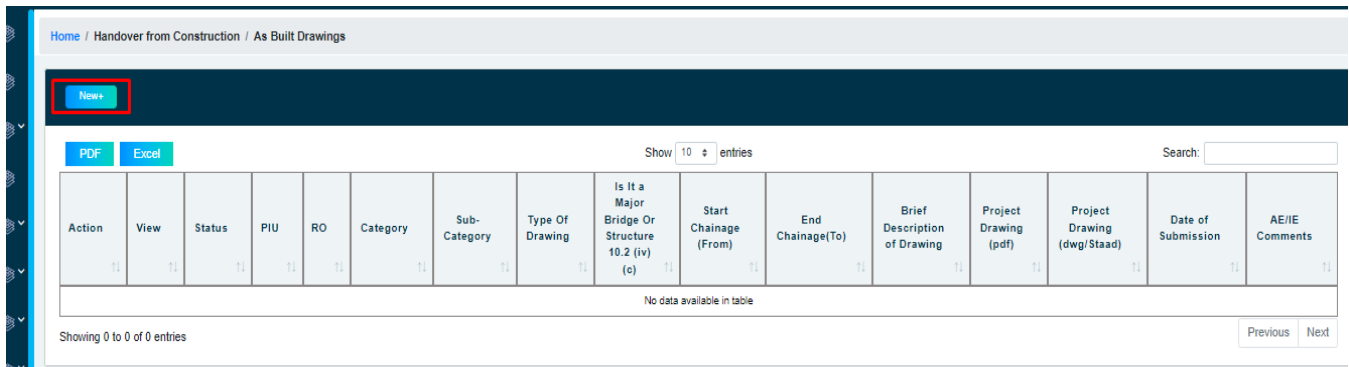 Home / Handover from Construction / As Built Drawings
New+
PDF Excel Show 10 entries Search:
Action View Status PIU RO Category Sub-Category Type Of Drawing Is It a Major Bridge Or Structure 10.2 (iv) (c) Start Chainage (From) End Chainage(To) Brief Description of Drawing Project Drawing (pdf) Project Drawing (dwg/Staad) Date of Submission AE/IE Comments
No data available in table
Showing 0 to 0 of 0 entries Previous Next